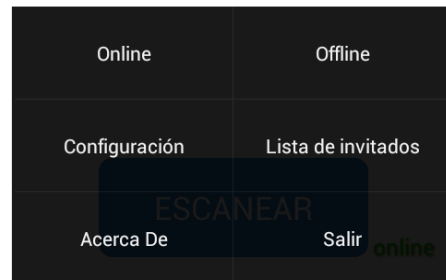 Online Offline
Configuración Lista de invitados
ESCANEAR
Acerca De Salir
online